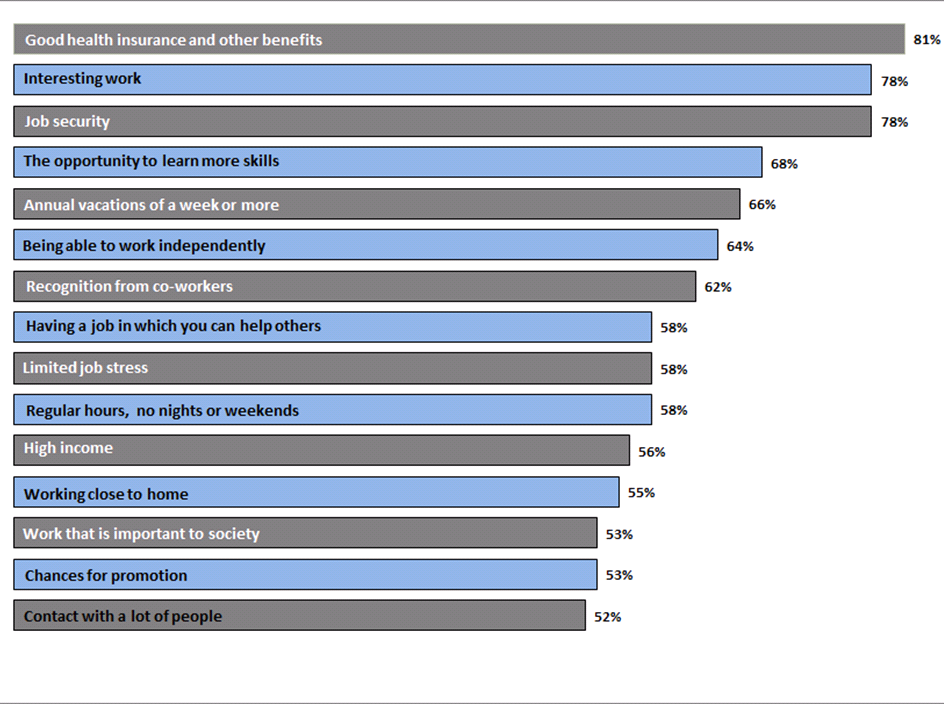 Good health insurance and other benefits 81%
Interesting work 78%
Job security 78%
The opportunity to learn more skills 68%
Annual vacations of a week or more 66%
Being able to work independently 64%
Recognition from co-workers 62%
Having a job in which you can help others 58%
Limited job stress 58%
Regular hours, no nights or weekends 58%
High income 56%
Working close to home 55%
Work that is important to society 53%
Chances for promotion 53%
Contact with a lot of people 52%